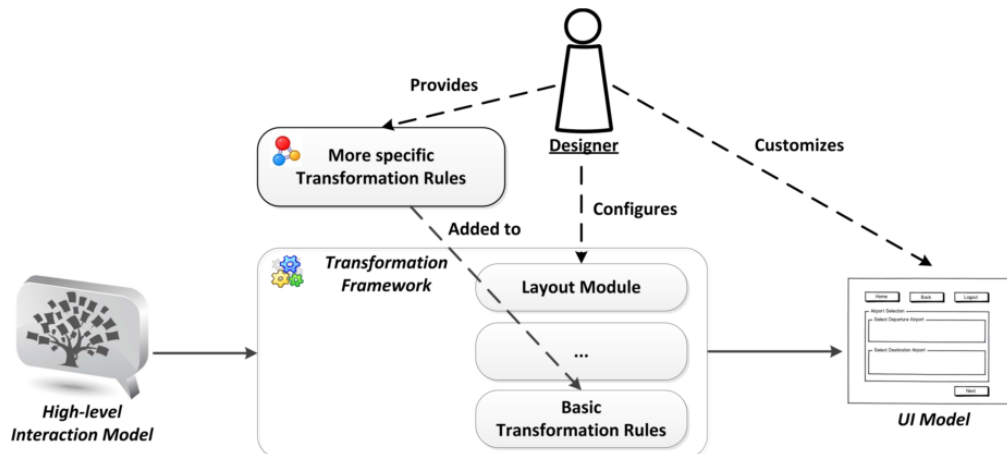 Provides
Designer
Customizes
More specific
Transformation Rules
Configures
Added to
Transformation
Framework
Layout Module
...
Basic
Transformation Rules
High-level
Interaction Model
Home
Back
Logout
Airport Selection
Select Departure Airport
Select Destination Airport
Next
UI Model